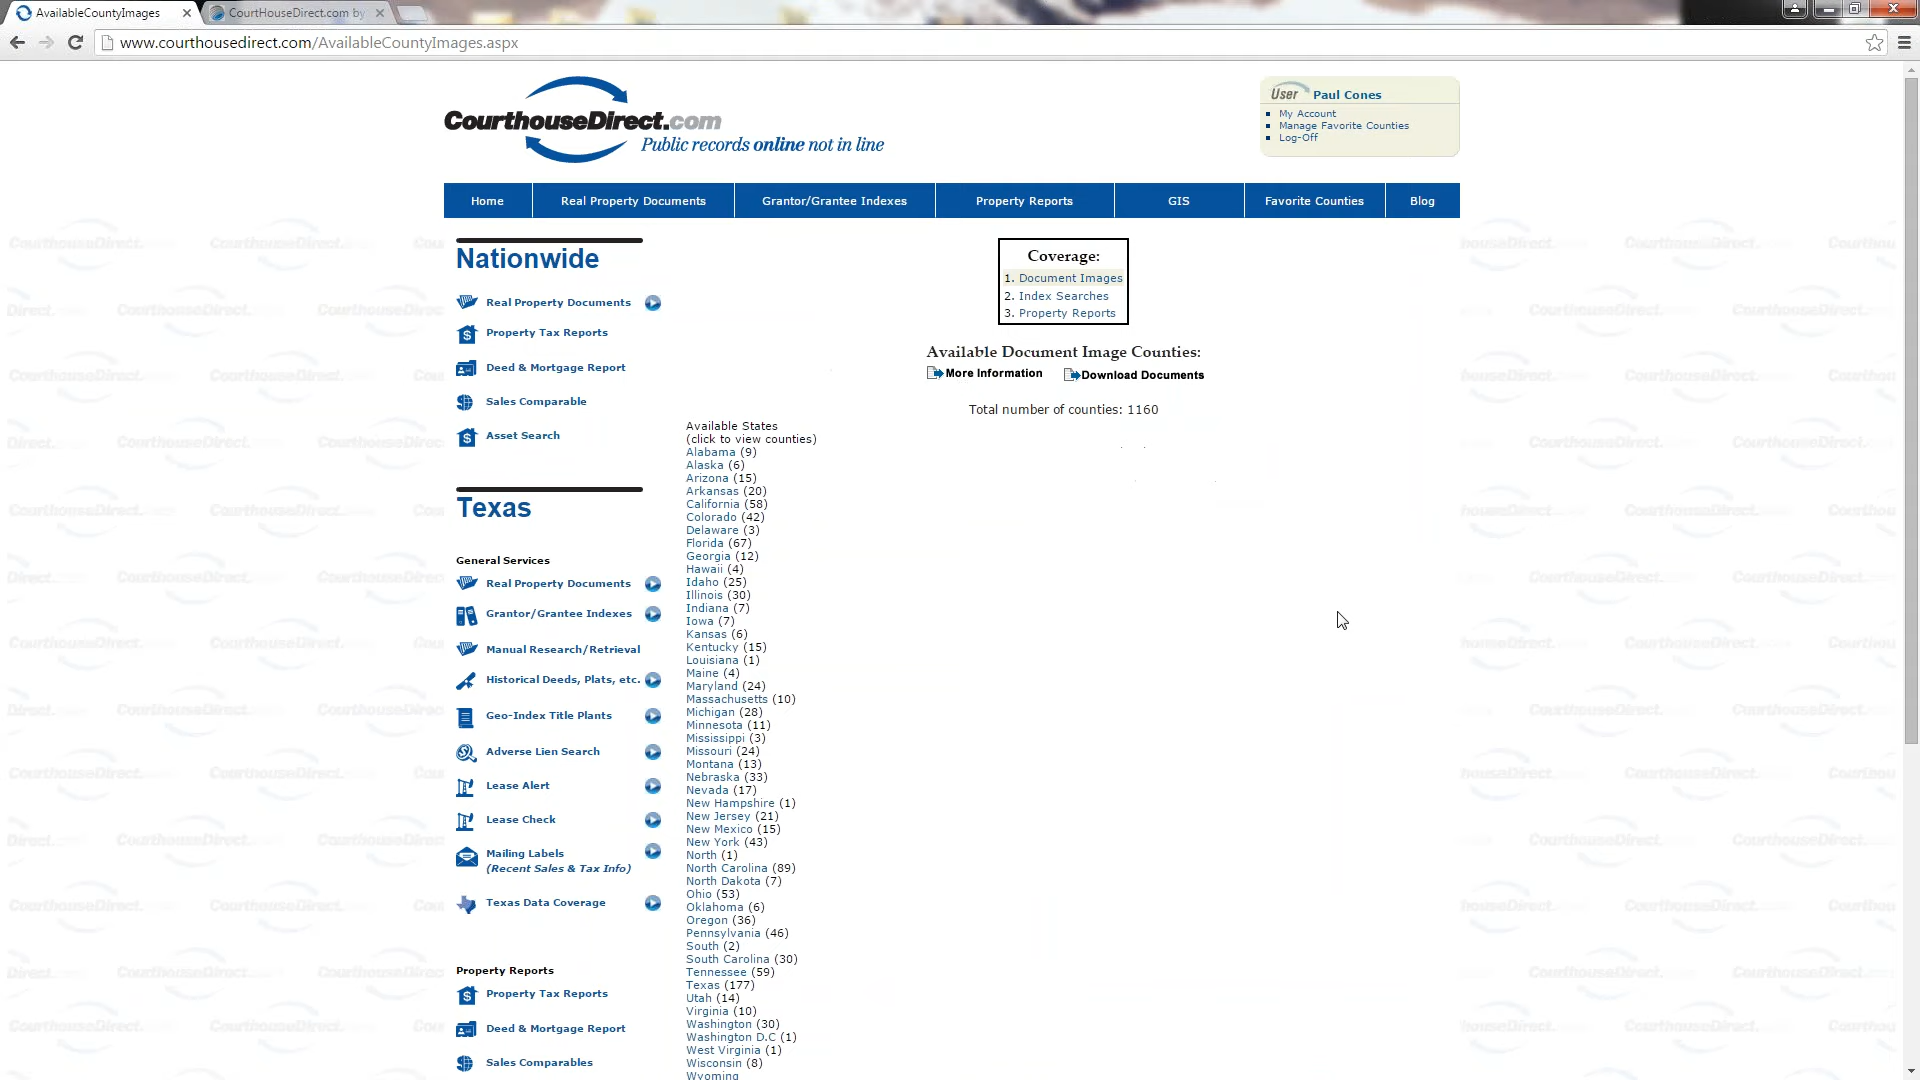 AvailableCountyImages
CourtHouseDirect.com by
www.courthousedirect.com/AvailableCountyImages.aspx
CourthouseDirect.com
Public records online not in line
User Paul Cones
My Account
Manage Favorite Counties
Log-Off
Home
Real Property Documents
Grantor/Grantee Indexes
Property Reports
GIS
Favorite Counties
Blog
Nationwide
Real Property Documents
Property Tax Reports
Deed & Mortgage Report
Sales Comparable
Asset Search
Texas
General Services
Real Property Documents
Grantor/Grantee Indexes
Manual Research/Retrieval
Historical Deeds, Plats, etc.
Geo-Index Title Plants
Adverse Lien Search
Lease Alert
Lease Check
Mailing Labels
(Recent Sales & Tax Info)
Texas Data Coverage
Property Reports
Property Tax Reports
Deed & Mortgage Report
Sales Comparables
Coverage:
1. Document Images
2. Index Searches
3. Property Reports
Available Document Image Counties:
More Information
Download Documents
Total number of counties: 1160
Available States
(click to view counties)
Alabama (9)
Alaska (6)
Arizona (15)
Arkansas (20)
California (58)
Colorado (42)
Delaware (3)
Florida (67)
Georgia (12)
Hawaii (4)
Idaho (25)
Illinois (30)
Indiana (7)
Iowa (7)
Kansas (6)
Kentucky (15)
Louisiana (1)
Maine (4)
Maryland (24)
Massachusetts (10)
Michigan (28)
Minnesota (11)
Mississippi (3)
Missouri (24)
Montana (13)
Nebraska (33)
Nevada (17)
New Hampshire (1)
New Jersey (21)
New Mexico (15)
New York (43)
North (1)
North Carolina (89)
North Dakota (7)
Ohio (53)
Oklahoma (6)
Oregon (36)
Pennsylvania (46)
South (2)
South Carolina (30)
Tennessee (59)
Texas (177)
Utah (14)
Virginia (10)
Washington (30)
Washington D.C (1)
West Virginia (1)
Wisconsin (8)
Wyoming